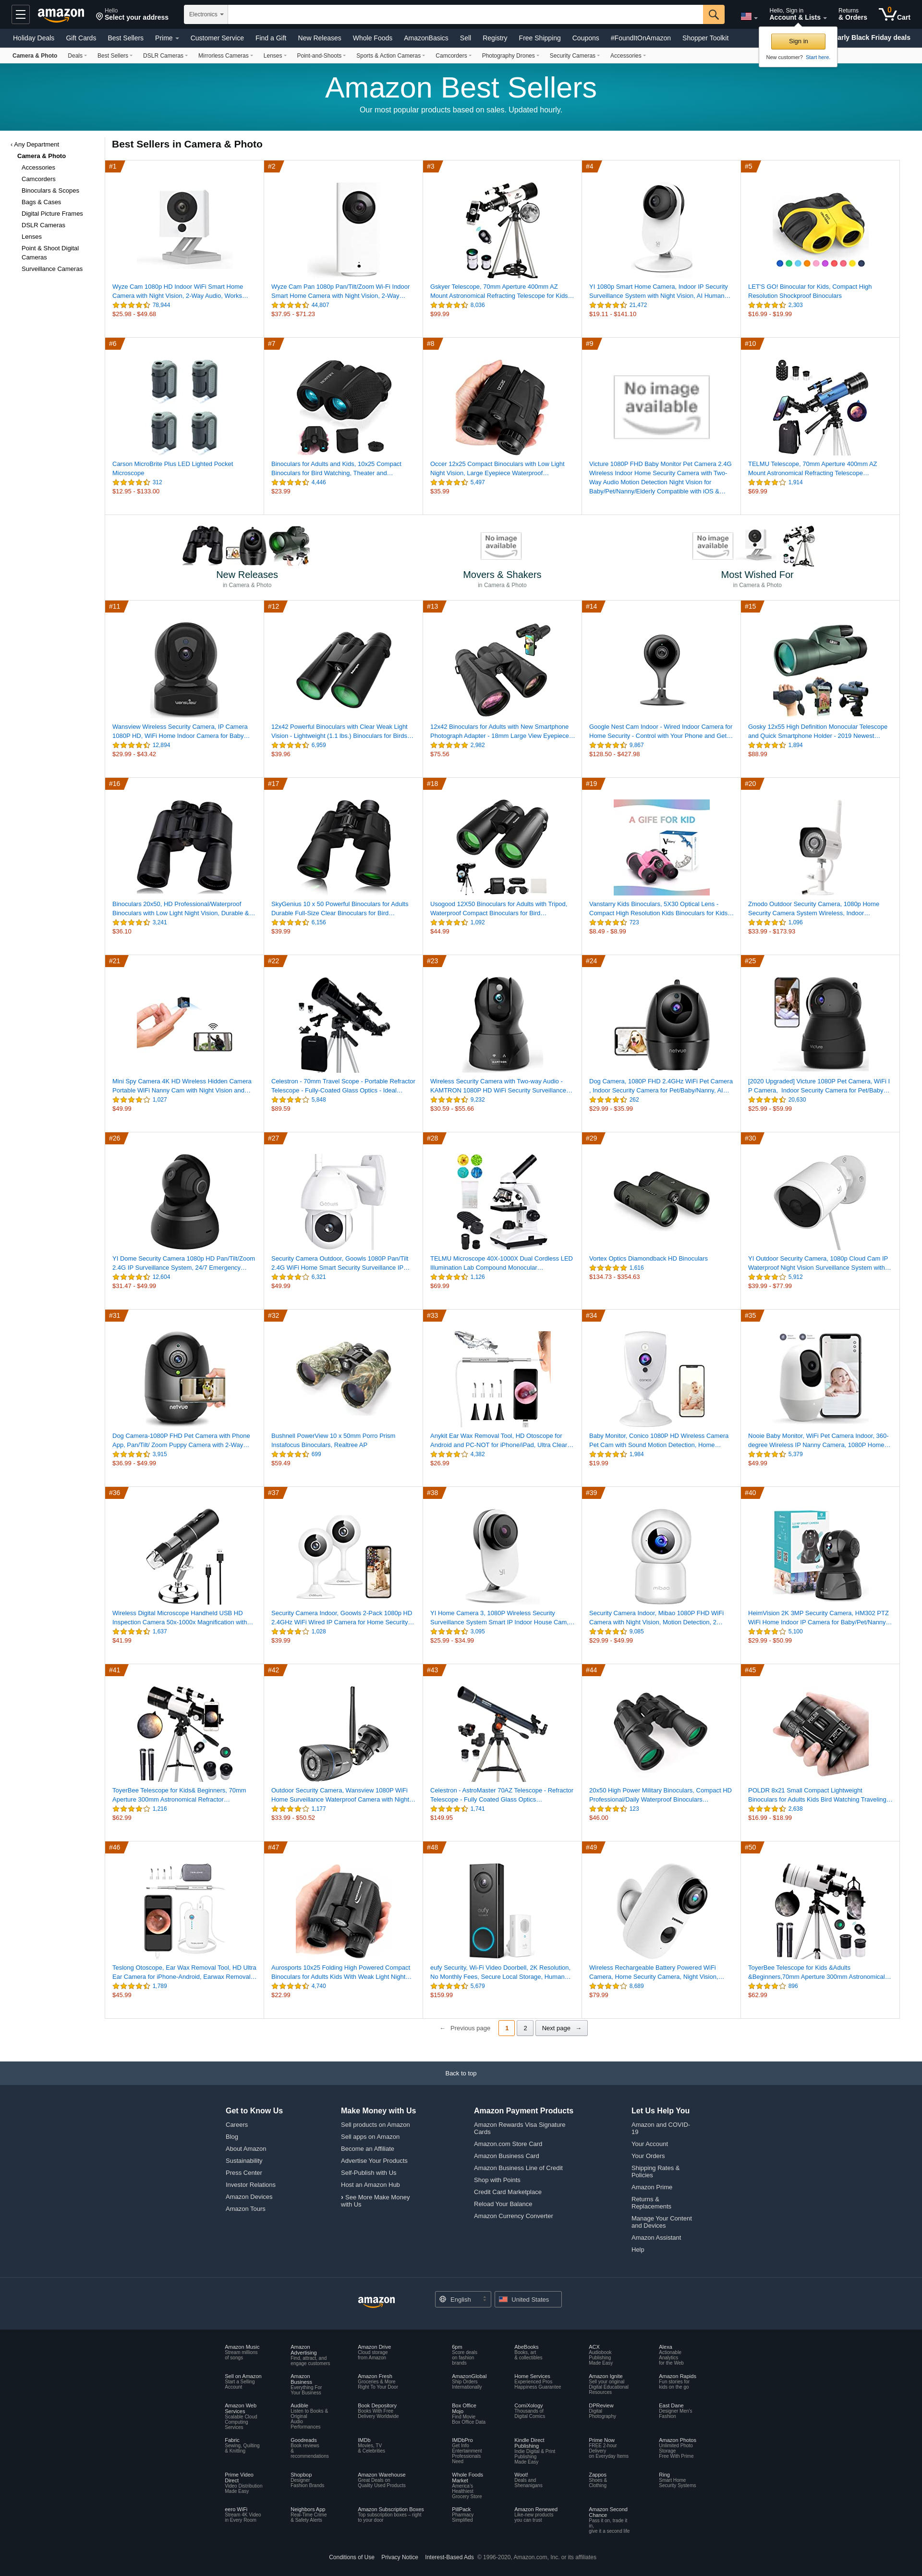 amazon
Hello
Select your address
Electronics
Hello, Sign in
Account & Lists
Returns
& Orders
0
Cart
Holiday Deals Gift Cards Best Sellers Prime Customer Service Find a Gift New Releases Whole Foods AmazonBasics Sell Registry Free Shipping Coupons #FoundItOnAmazon Shopper Toolkit
arly Black Friday deals
Sign in
New customer? Start here.
Camera & Photo Deals Best Sellers DSLR Cameras Mirrorless Cameras Lenses Point-and-Shoots Sports & Action Cameras Camcorders Photography Drones Security Cameras Accessories
Amazon Best Sellers
Our most popular products based on sales. Updated hourly.
‹ Any Department
Camera & Photo
Accessories
Camcorders
Binoculars & Scopes
Bags & Cases
Digital Picture Frames
DSLR Cameras
Lenses
Point & Shoot Digital
Cameras
Surveillance Cameras
Best Sellers in Camera & Photo
#1
Wyze Cam 1080p HD Indoor WiFi Smart Home
Camera with Night Vision, 2-Way Audio, Works…
78,944
$25.98 - $49.68
#2
Wyze Cam Pan 1080p Pan/Tilt/Zoom Wi-Fi Indoor
Smart Home Camera with Night Vision, 2-Way…
44,807
$37.95 - $71.23
#3
Gskyer Telescope, 70mm Aperture 400mm AZ
Mount Astronomical Refracting Telescope for Kids…
8,036
$99.99
#4
YI 1080p Smart Home Camera, Indoor IP Security
Surveillance System with Night Vision, AI Human…
21,472
$19.11 - $141.10
#5
LET'S GO! Binocular for Kids, Compact High
Resolution Shockproof Binoculars
2,303
$16.99 - $19.99
#6
Carson MicroBrite Plus LED Lighted Pocket
Microscope
312
$12.95 - $133.00
#7
Binoculars for Adults and Kids, 10x25 Compact
Binoculars for Bird Watching, Theater and…
4,446
$23.99
#8
Occer 12x25 Compact Binoculars with Low Light
Night Vision, Large Eyepiece Waterproof…
5,497
$35.99
#9
No image
available
Victure 1080P FHD Baby Monitor Pet Camera 2.4G
Wireless Indoor Home Security Camera with Two-
Way Audio Motion Detection Night Vision for
Baby/Pet/Nanny/Elderly Compatible with iOS &…
#10
TELMU Telescope, 70mm Aperture 400mm AZ
Mount Astronomical Refracting Telescope…
1,914
$69.99
New Releases
in Camera & Photo
No image
available
Movers & Shakers
in Camera & Photo
No image
available
Most Wished For
in Camera & Photo
#11
Wansview Wireless Security Camera, IP Camera
1080P HD, WiFi Home Indoor Camera for Baby…
12,894
$29.99 - $43.42
#12
12x42 Powerful Binoculars with Clear Weak Light
Vision - Lightweight (1.1 lbs.) Binoculars for Birds…
6,959
$39.96
#13
12x42 Binoculars for Adults with New Smartphone
Photograph Adapter - 18mm Large View Eyepiece…
2,982
$75.56
#14
Google Nest Cam Indoor - Wired Indoor Camera for
Home Security - Control with Your Phone and Get…
9,867
$128.50 - $427.98
#15
Gosky 12x55 High Definition Monocular Telescope
and Quick Smartphone Holder - 2019 Newest…
1,894
$88.99
#16
Binoculars 20x50, HD Professional/Waterproof
Binoculars with Low Light Night Vision, Durable &…
3,241
$36.10
#17
SkyGenius 10 x 50 Powerful Binoculars for Adults
Durable Full-Size Clear Binoculars for Bird…
6,156
$39.99
#18
Usogood 12X50 Binoculars for Adults with Tripod,
Waterproof Compact Binoculars for Bird…
1,092
$44.99
#19
A GIFE FOR KID
Vanstarry Kids Binoculars, 5X30 Optical Lens -
Compact High Resolution Kids Binoculars for Kids…
723
$8.49 - $8.99
#20
Zmodo Outdoor Security Camera, 1080p Home
Security Camera System Wireless, Indoor…
1,096
$33.99 - $173.93
#21
Mini Spy Camera 4K HD Wireless Hidden Camera
Portable WiFi Nanny Cam with Night Vision and…
1,027
$49.99
#22
Celestron - 70mm Travel Scope - Portable Refractor
Telescope - Fully-Coated Glass Optics - Ideal…
5,848
$89.59
#23
Wireless Security Camera with Two-way Audio -
KAMTRON 1080P HD WiFi Security Surveillance…
9,232
$30.59 - $55.66
#24
netvue
Dog Camera, 1080P FHD 2.4GHz WiFi Pet Camera
, Indoor Security Camera for Pet/Baby/Nanny, AI…
262
$29.99 - $35.99
#25
[2020 Upgraded] Victure 1080P Pet Camera, WiFi I
P Camera, Indoor Security Camera for Pet/Baby…
20,630
$25.99 - $59.99
#26
YI Dome Security Camera 1080p HD Pan/Tilt/Zoom
2.4G IP Surveillance System, 24/7 Emergency…
12,604
$31.47 - $49.99
#27
Security Camera Outdoor, Goowls 1080P Pan/Tilt
2.4G WiFi Home Smart Security Surveillance IP…
6,321
$49.99
#28
TELMU Microscope 40X-1000X Dual Cordless LED
Illumination Lab Compound Monocular…
1,126
$69.99
#29
Vortex Optics Diamondback HD Binoculars
1,616
$134.73 - $354.63
#30
YI Outdoor Security Camera, 1080p Cloud Cam IP
Waterproof Night Vision Surveillance System with…
5,912
$39.99 - $77.99
#31
netvue
Dog Camera-1080P FHD Pet Camera with Phone
App, Pan/Tilt/ Zoom Puppy Camera with 2-Way…
3,915
$36.99 - $49.99
#32
Bushnell PowerView 10 x 50mm Porro Prism
Instafocus Binoculars, Realtree AP
699
$59.49
#33
Anykit Ear Wax Removal Tool, HD Otoscope for
Android and PC-NOT for iPhone/iPad, Ultra Clear…
4,382
$26.99
#34
Baby Monitor, Conico 1080P HD Wireless Camera
Pet Cam with Sound Motion Detection, Home…
1,984
$19.99
#35
Nooie Baby Monitor, WiFi Pet Camera Indoor, 360-
degree Wireless IP Nanny Camera, 1080P Home…
5,379
$49.99
#36
Wireless Digital Microscope Handheld USB HD
Inspection Camera 50x-1000x Magnification with…
1,637
$41.99
#37
Security Camera Indoor, Goowls 2-Pack 1080p HD
2.4GHz WiFi Wired IP Camera for Home Security…
1,028
$39.99
#38
YI Home Camera 3, 1080P Wireless Security
Surveillance System Smart IP Indoor House Cam,…
3,095
$25.99 - $34.99
#39
Security Camera Indoor, Mibao 1080P FHD WiFi
Camera with Night Vision, Motion Detection, 2…
9,085
$29.99 - $49.99
#40
HeimVision 2K 3MP Security Camera, HM302 PTZ
WiFi Home Indoor IP Camera for Baby/Pet/Nanny…
5,100
$29.99 - $50.99
#41
ToyerBee Telescope for Kids& Beginners, 70mm
Aperture 300mm Astronomical Refractor…
1,216
$62.99
#42
Outdoor Security Camera, Wansview 1080P WiFi
Home Surveillance Waterproof Camera with Night…
1,177
$33.99 - $50.52
#43
Celestron - AstroMaster 70AZ Telescope - Refractor
Telescope - Fully Coated Glass Optics…
1,741
$149.95
#44
20x50 High Power Military Binoculars, Compact HD
Professional/Daily Waterproof Binoculars…
123
$46.00
#45
POLDR 8x21 Small Compact Lightweight
Binoculars for Adults Kids Bird Watching Traveling…
2,638
$16.99 - $18.99
#46
Teslong Otoscope, Ear Wax Removal Tool, HD Ultra
Ear Camera for iPhone-Android, Earwax Removal…
1,789
$45.99
#47
Aurosports 10x25 Folding High Powered Compact
Binoculars for Adults Kids With Weak Light Night…
4,740
$22.99
#48
eufy Security, Wi-Fi Video Doorbell, 2K Resolution,
No Monthly Fees, Secure Local Storage, Human…
5,679
$159.99
#49
Wireless Rechargeable Battery Powered WiFi
Camera, Home Security Camera, Night Vision,…
8,689
$79.99
#50
ToyerBee Telescope for Kids &Adults
&Beginners,70mm Aperture 300mm Astronomical…
896
$62.99
← Previous page 1 2 Next page →
Back to top
Get to Know Us
Careers
Blog
About Amazon
Sustainability
Press Center
Investor Relations
Amazon Devices
Amazon Tours
Make Money with Us
Sell products on Amazon
Sell apps on Amazon
Become an Affiliate
Advertise Your Products
Self-Publish with Us
Host an Amazon Hub
› See More Make Money
with Us
Amazon Payment Products
Amazon Rewards Visa Signature
Cards
Amazon.com Store Card
Amazon Business Card
Amazon Business Line of Credit
Shop with Points
Credit Card Marketplace
Reload Your Balance
Amazon Currency Converter
Let Us Help You
Amazon and COVID-
19
Your Account
Your Orders
Shipping Rates &
Policies
Amazon Prime
Returns &
Replacements
Manage Your Content
and Devices
Amazon Assistant
Help
amazon
English
United States
Amazon Music
Stream millions
of songs
Amazon
Advertising
Find, attract, and
engage customers
Amazon Drive
Cloud storage
from Amazon
6pm
Score deals
on fashion
brands
AbeBooks
Books, art
& collectibles
ACX
Audiobook
Publishing
Made Easy
Alexa
Actionable
Analytics
for the Web
Sell on Amazon
Start a Selling
Account
Amazon
Business
Everything For
Your Business
Amazon Fresh
Groceries & More
Right To Your Door
AmazonGlobal
Ship Orders
Internationally
Home Services
Experienced Pros
Happiness Guarantee
Amazon Ignite
Sell your original
Digital Educational
Resources
Amazon Rapids
Fun stories for
kids on the go
Amazon Web
Services
Scalable Cloud
Computing
Services
Audible
Listen to Books &
Original
Audio
Performances
Book Depository
Books With Free
Delivery Worldwide
Box Office
Mojo
Find Movie
Box Office Data
ComiXology
Thousands of
Digital Comics
DPReview
Digital
Photography
East Dane
Designer Men's
Fashion
Fabric
Sewing, Quilting
& Knitting
Goodreads
Book reviews
&
recommendations
IMDb
Movies, TV
& Celebrities
IMDbPro
Get Info
Entertainment
Professionals
Need
Kindle Direct
Publishing
Indie Digital & Print
Publishing
Made Easy
Prime Now
FREE 2-hour
Delivery
on Everyday Items
Amazon Photos
Unlimited Photo
Storage
Free With Prime
Prime Video
Direct
Video Distribution
Made Easy
Shopbop
Designer
Fashion Brands
Amazon Warehouse
Great Deals on
Quality Used Products
Whole Foods
Market
America's
Healthiest
Grocery Store
Woot!
Deals and
Shenanigans
Zappos
Shoes &
Clothing
Ring
Smart Home
Security Systems
eero WiFi
Stream 4K Video
in Every Room
Neighbors App
Real-Time Crime
& Safety Alerts
Amazon Subscription Boxes
Top subscription boxes – right
to your door
PillPack
Pharmacy
Simplified
Amazon Renewed
Like-new products
you can trust
Amazon Second
Chance
Pass it on, trade it
in,
give it a second life
Conditions of Use Privacy Notice Interest-Based Ads © 1996-2020, Amazon.com, Inc. or its affiliates